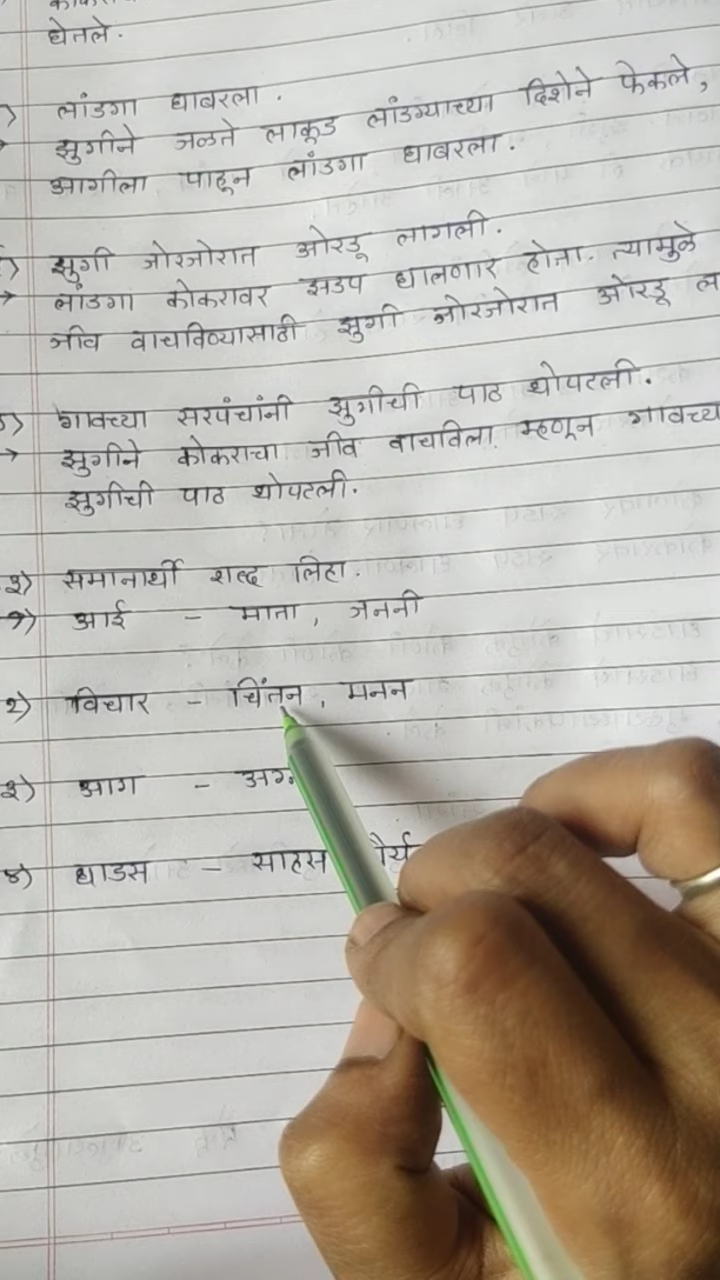 घेतले.
लांडगा घाबरला.
झुगीने जळते लाकूड लांडग्याच्या दिशेने फेकले,
आगीला पाहून लांडगा घाबरला.
झुगी जोरजोरात ओरडू लागली.
→ लांडगा कोकरावर झडप घालणार होता. त्यामुळे
जीव वाचविण्यासाठी झुगी जोरजोरात ओरडू ल
गावच्या सरपंचांनी झुगीची पाठ थोपटली.
→ झुगीने कोकराचा जीव वाचविला म्हणून गावच्य
झुगीची पाठ थोपटली.
३) समानार्थी शब्द लिहा.
१) आई - माता, जननी
२) विचार - चिंतन, मनन
३) आग -
४) धाडस - साहस